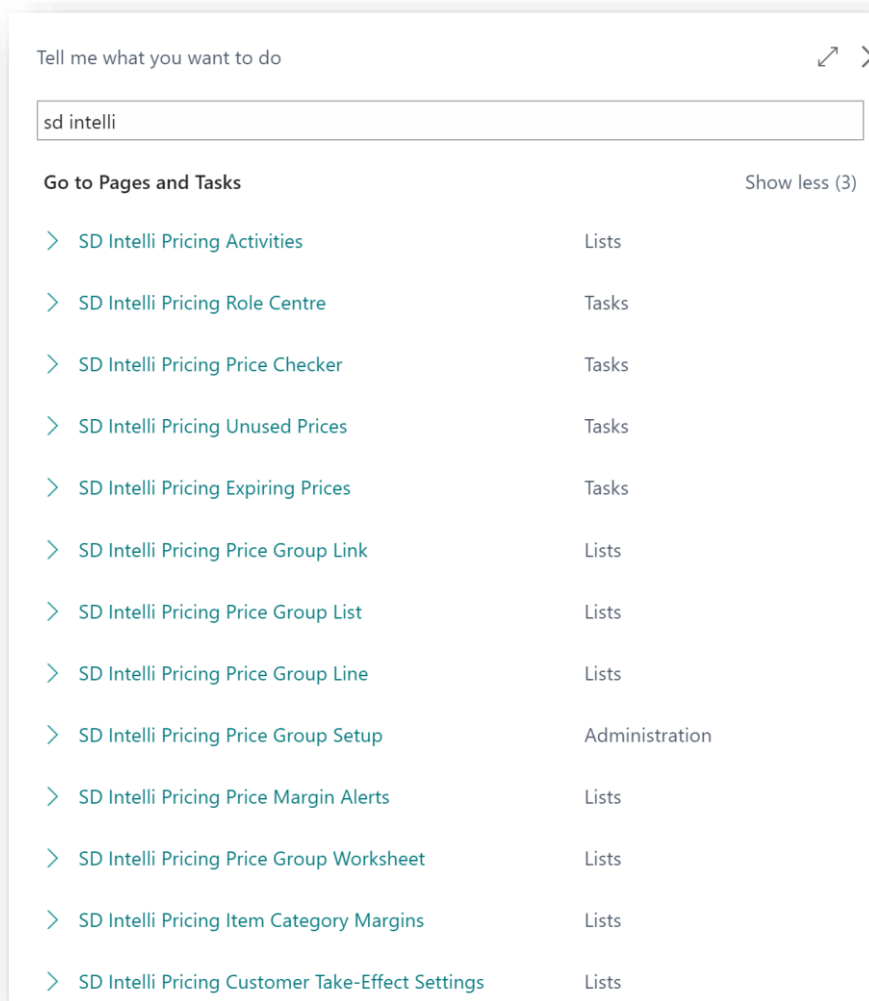 Tell me what you want to do
sd intelli
Go to Pages and Tasks Show less (3)
SD Intelli Pricing Activities Lists
SD Intelli Pricing Role Centre Tasks
SD Intelli Pricing Price Checker Tasks
SD Intelli Pricing Unused Prices Tasks
SD Intelli Pricing Expiring Prices Tasks
SD Intelli Pricing Price Group Link Lists
SD Intelli Pricing Price Group List Lists
SD Intelli Pricing Price Group Line Lists
SD Intelli Pricing Price Group Setup Administration
SD Intelli Pricing Price Margin Alerts Lists
SD Intelli Pricing Price Group Worksheet Lists
SD Intelli Pricing Item Category Margins Lists
SD Intelli Pricing Customer Take-Effect Settings Lists